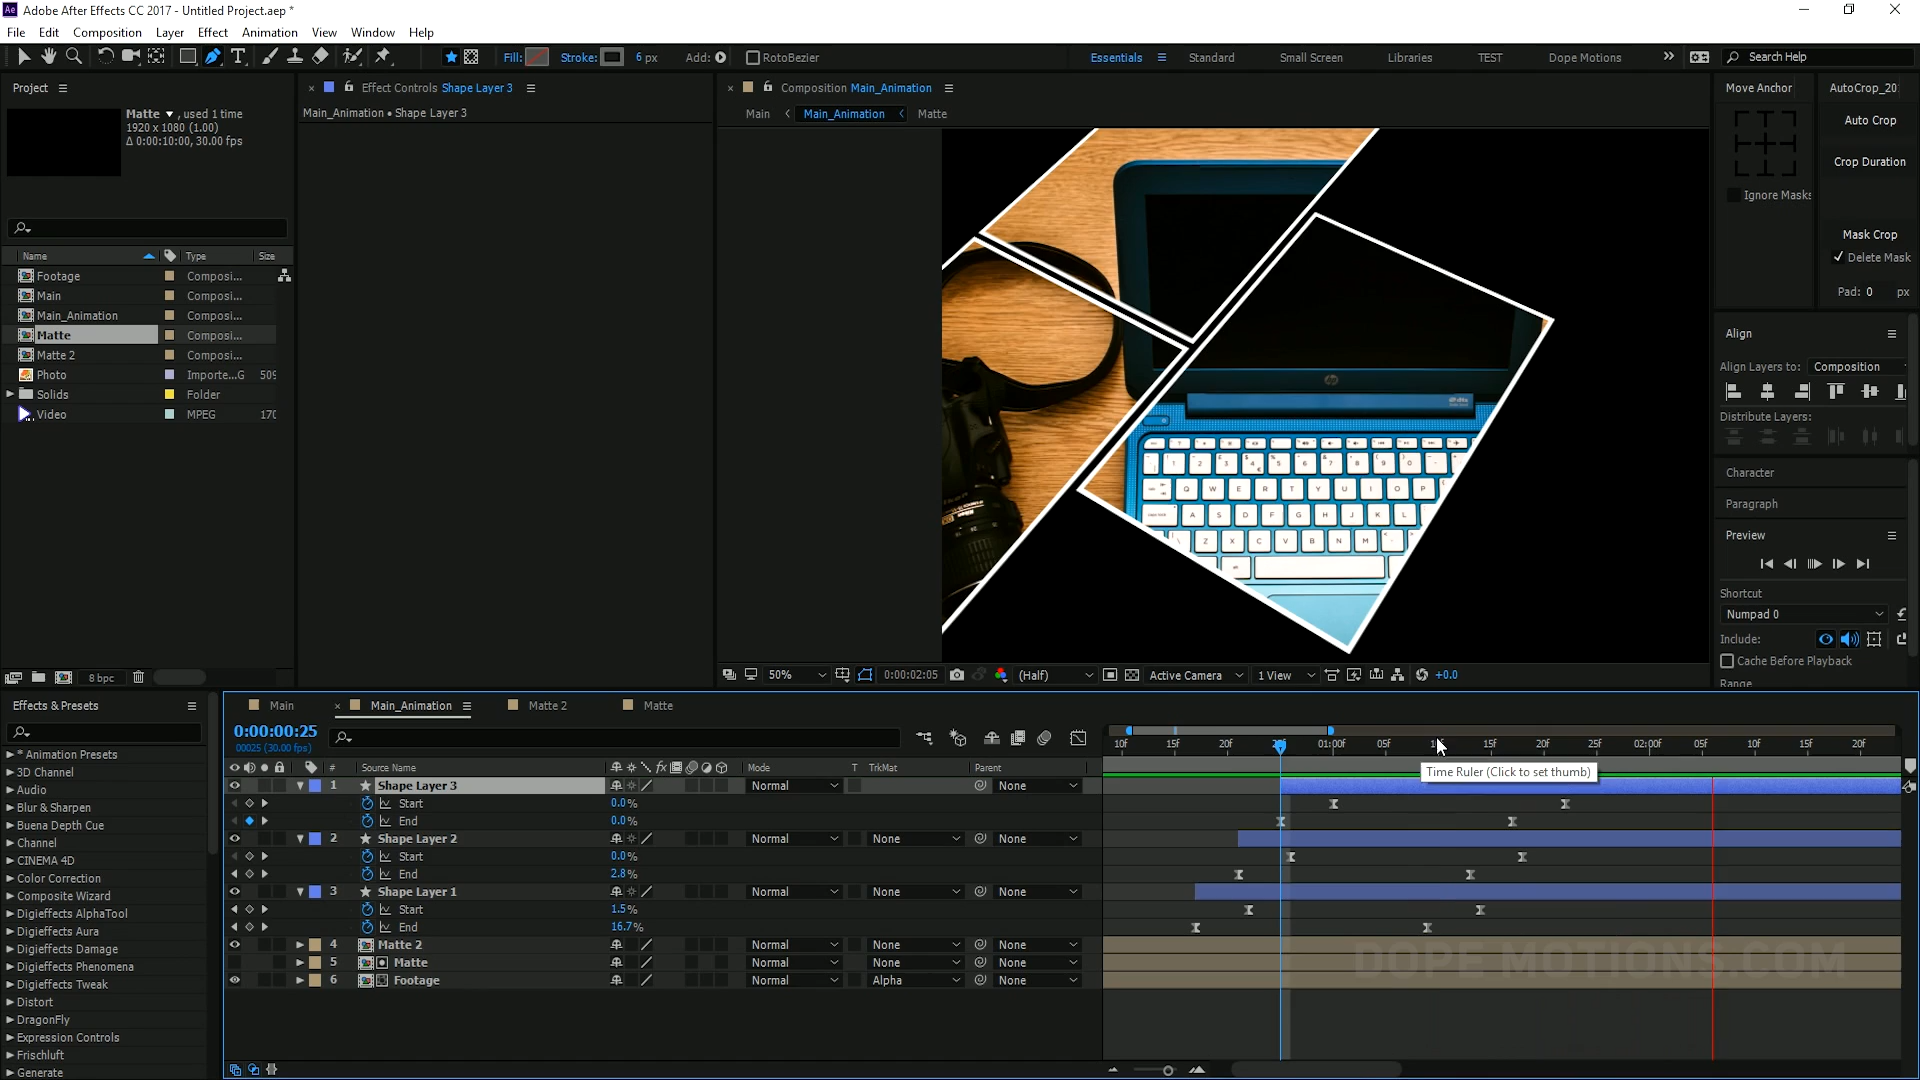 Adobe After Effects CC 2017 - Untitled Project.aep *
File Edit Composition Layer Effect Animation View Window Help
Fill: Stroke: 6 px Add: RotoBezier Essentials Standard Small Screen Libraries TEST Dope Motions Search Help
Project
Matte , used 1 time
1920 x 1080 (1.00)
Δ 0:00:10:00, 30.00 fps
Name Type Size
Footage Composi...
Main Composi...
Main_Animation Composi...
Matte Composi...
Matte 2 Composi...
Photo Importe...G 509
Solids Folder
Video MPEG 170
8 bpc
Effect Controls Shape Layer 3
Main_Animation • Shape Layer 3
Composition Main_Animation
Main Main_Animation Matte
50% 0:00:02:05 (Half) Active Camera 1 View +0.0
Move Anchor AutoCrop_20
Auto Crop
Crop Duration
Ignore Masks
Mask Crop
Delete Mask
Pad: 0 px
Align
Align Layers to: Composition
Distribute Layers:
Character
Paragraph
Preview
Shortcut
Numpad 0
Include:
Cache Before Playback
Range
Effects & Presets
* Animation Presets
3D Channel
Audio
Blur & Sharpen
Buena Depth Cue
Channel
CINEMA 4D
Color Correction
Composite Wizard
Digieffects AlphaTool
Digieffects Aura
Digieffects Damage
Digieffects Phenomena
Digieffects Tweak
Distort
DragonFly
Expression Controls
Frischluft
Generate
Main Main_Animation Matte 2 Matte
0:00:00:25
00025 (30.00 fps)
# Source Name Mode T TrkMat Parent
1 Shape Layer 3 Normal None
Start 0.0%
End 0.0%
2 Shape Layer 2 Normal None None
Start 0.0%
End 2.8%
3 Shape Layer 1 Normal None None
Start 1.5%
End 16.7%
4 Matte 2 Normal None None
5 Matte Normal None None
6 Footage Normal Alpha None
10f 15f 20f 01:00f 05f 15f 20f 25f 02:00f 05f 10f 15f 20f
Time Ruler (Click to set thumb)
DOPE MOTIONS.COM